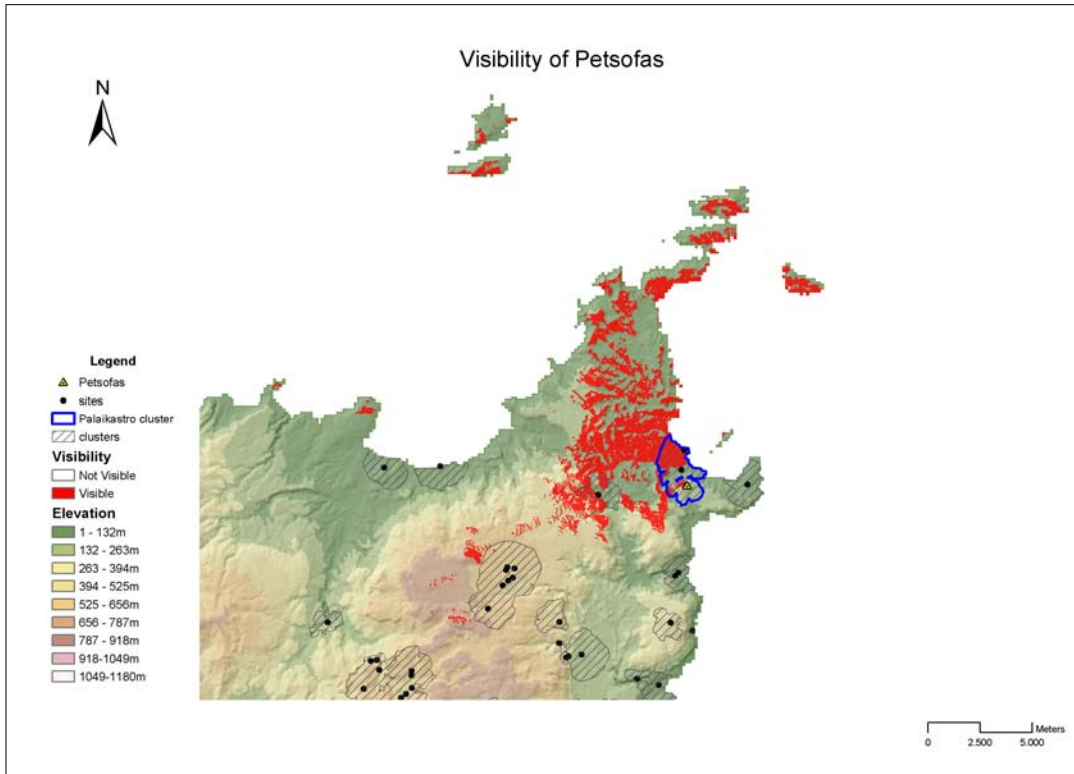 Visibility of Petsofas
N
Legend
Petsofas
sites
Palaikastro cluster
clusters
Visibility
Not Visible
Visible
Elevation
1 - 132m
132 - 263m
263 - 394m
394 - 525m
525 - 656m
656 - 787m
787 - 918m
918-1049m
1049-1180m
Meters
0 2.500 5.000